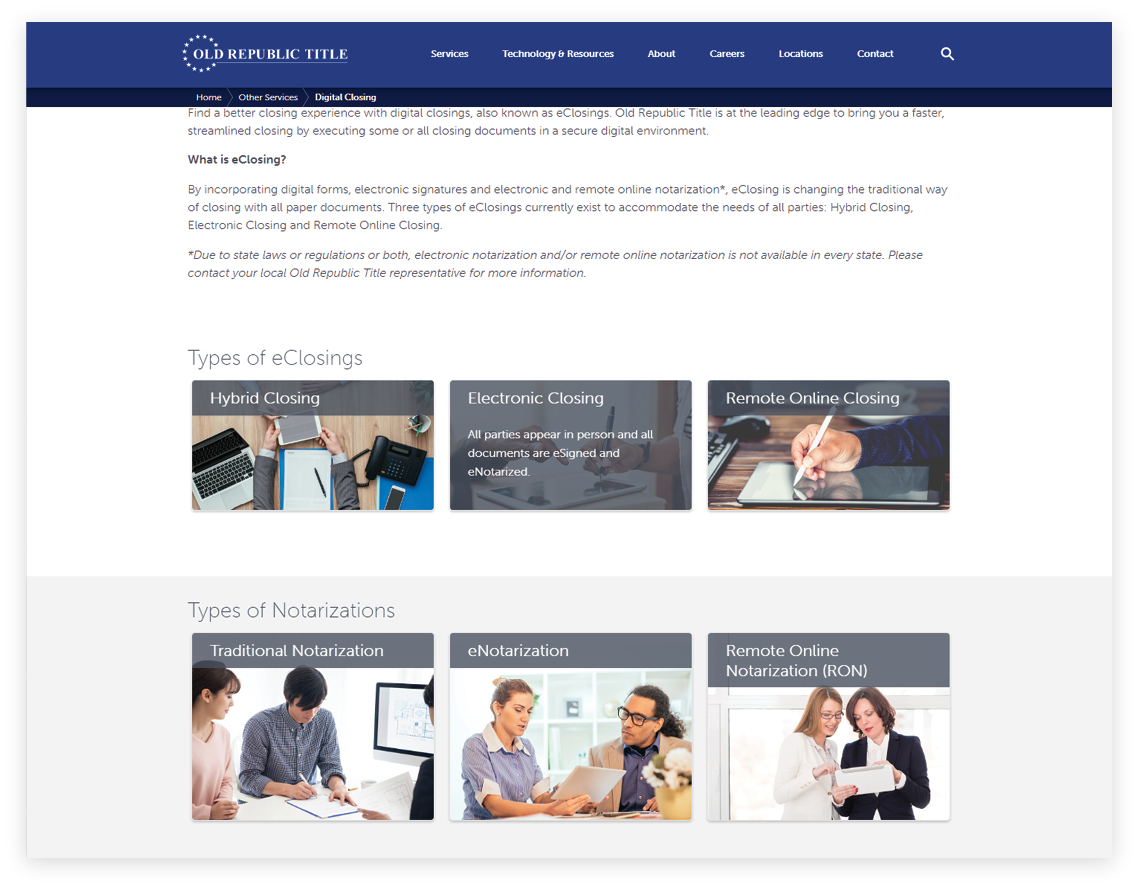 OLD REPUBLIC TITLE
Services Technology & Resources About Careers Locations Contact
Home Other Services Digital Closing
Find a better closing experience with digital closings, also known as eClosings. Old Republic Title is at the leading edge to bring you a faster,
streamlined closing by executing some or all closing documents in a secure digital environment.
What is eClosing?
By incorporating digital forms, electronic signatures and electronic and remote online notarization*, eClosing is changing the traditional way
of closing with all paper documents. Three types of eClosings currently exist to accommodate the needs of all parties: Hybrid Closing,
Electronic Closing and Remote Online Closing.
*Due to state laws or regulations or both, electronic notarization and/or remote online notarization is not available in every state. Please
contact your local Old Republic Title representative for more information.
Types of eClosings
Hybrid Closing
Electronic Closing
All parties appear in person and all
documents are eSigned and
eNotarized.
Remote Online Closing
Types of Notarizations
Traditional Notarization
eNotarization
Remote Online
Notarization (RON)